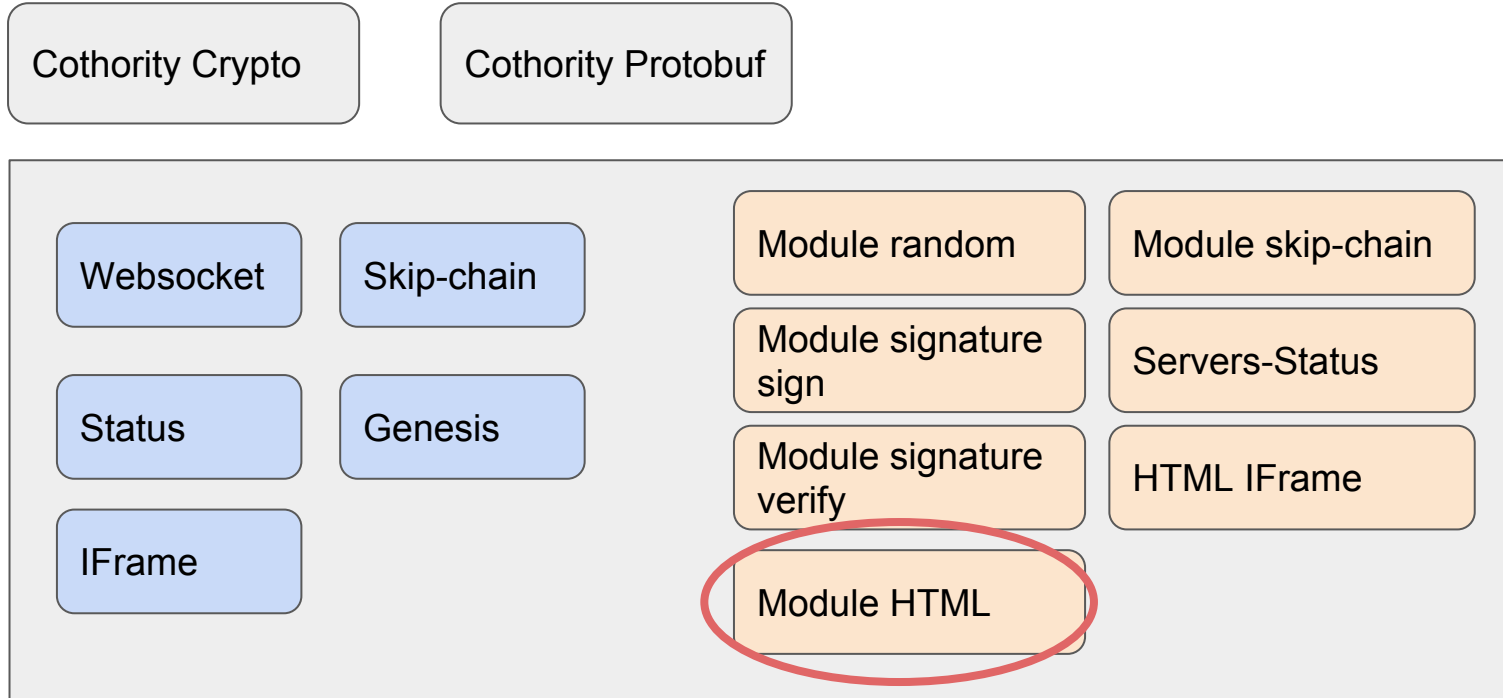 Cothority Crypto
Cothority Protobuf
Websocket
Skip-chain
Status
Genesis
IFrame
Module random
Module skip-chain
Module signature
sign
Servers-Status
Module signature
verify
HTML IFrame
Module HTML